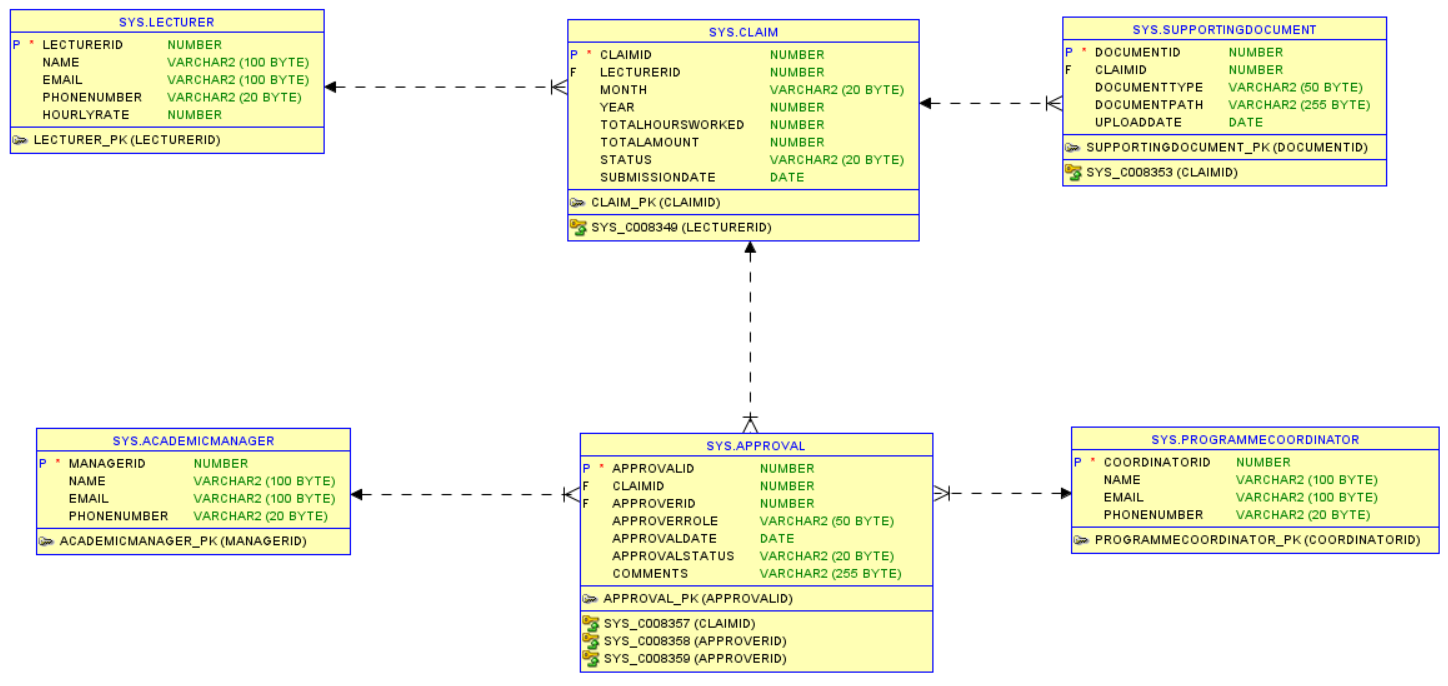 SYS.LECTURER
P * LECTURERID NUMBER
NAME VARCHAR2 (100 BYTE)
EMAIL VARCHAR2 (100 BYTE)
PHONENUMBER VARCHAR2 (20 BYTE)
HOURLYRATE NUMBER
LECTURER_PK (LECTURERID)
SYS.CLAIM
P * CLAIMID NUMBER
F LECTURERID NUMBER
MONTH VARCHAR2 (20 BYTE)
YEAR NUMBER
TOTALHOURSWORKED NUMBER
TOTALAMOUNT NUMBER
STATUS VARCHAR2 (20 BYTE)
SUBMISSIONDATE DATE
CLAIM_PK (CLAIMID)
SYS_C008349 (LECTURERID)
SYS.SUPPORTINGDOCUMENT
P * DOCUMENTID NUMBER
F CLAIMID NUMBER
DOCUMENTTYPE VARCHAR2 (50 BYTE)
DOCUMENTPATH VARCHAR2 (255 BYTE)
UPLOADDATE DATE
SUPPORTINGDOCUMENT_PK (DOCUMENTID)
SYS_C008353 (CLAIMID)
SYS.ACADEMICMANAGER
P * MANAGERID NUMBER
NAME VARCHAR2 (100 BYTE)
EMAIL VARCHAR2 (100 BYTE)
PHONENUMBER VARCHAR2 (20 BYTE)
ACADEMICMANAGER_PK (MANAGERID)
SYS.APPROVAL
P * APPROVALID NUMBER
F CLAIMID NUMBER
F APPROVERID NUMBER
APPROVERROLE VARCHAR2 (50 BYTE)
APPROVALDATE DATE
APPROVALSTATUS VARCHAR2 (20 BYTE)
COMMENTS VARCHAR2 (255 BYTE)
APPROVAL_PK (APPROVALID)
SYS_C008357 (CLAIMID)
SYS_C008358 (APPROVERID)
SYS_C008359 (APPROVERID)
SYS.PROGRAMMECOORDINATOR
P * COORDINATORID NUMBER
NAME VARCHAR2 (100 BYTE)
EMAIL VARCHAR2 (100 BYTE)
PHONENUMBER VARCHAR2 (20 BYTE)
PROGRAMMECOORDINATOR_PK (COORDINATORID)